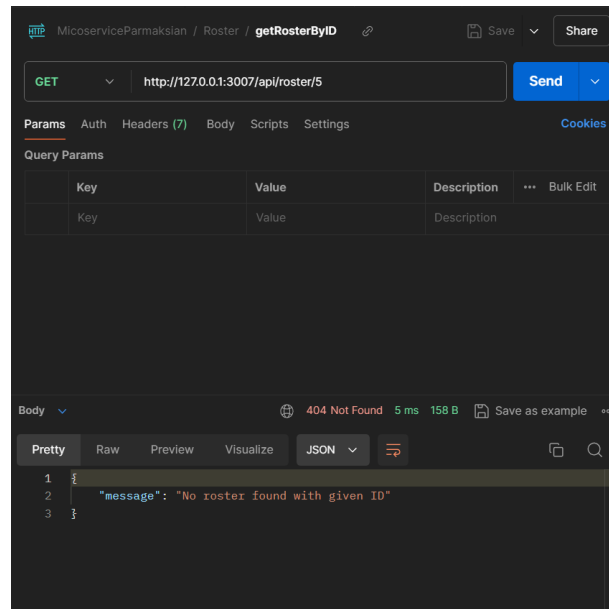 HTTP MicoserviceParmaksian / Roster / getRosterByID Save Share
GET http://127.0.0.1:3007/api/roster/5 Send
Params Auth Headers (7) Body Scripts Settings Cookies
Query Params
Key Value Description ••• Bulk Edit
Key Value Description
Body 404 Not Found 5 ms 158 B Save as example
Pretty Raw Preview Visualize JSON
1 {
2 "message": "No roster found with given ID"
3 }